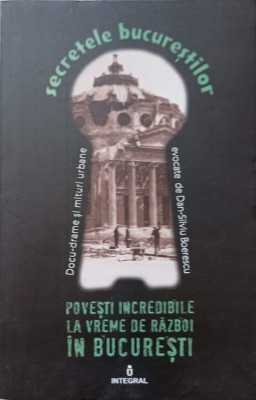 secretele bucureștilor
Docu-drame și mituri urbane
evocate de Dan-Silviu Boerescu
POVEȘTI INCREDIBILE
LA VREME DE RĂZBOI
ÎN BUCUREȘTI
INTEGRAL